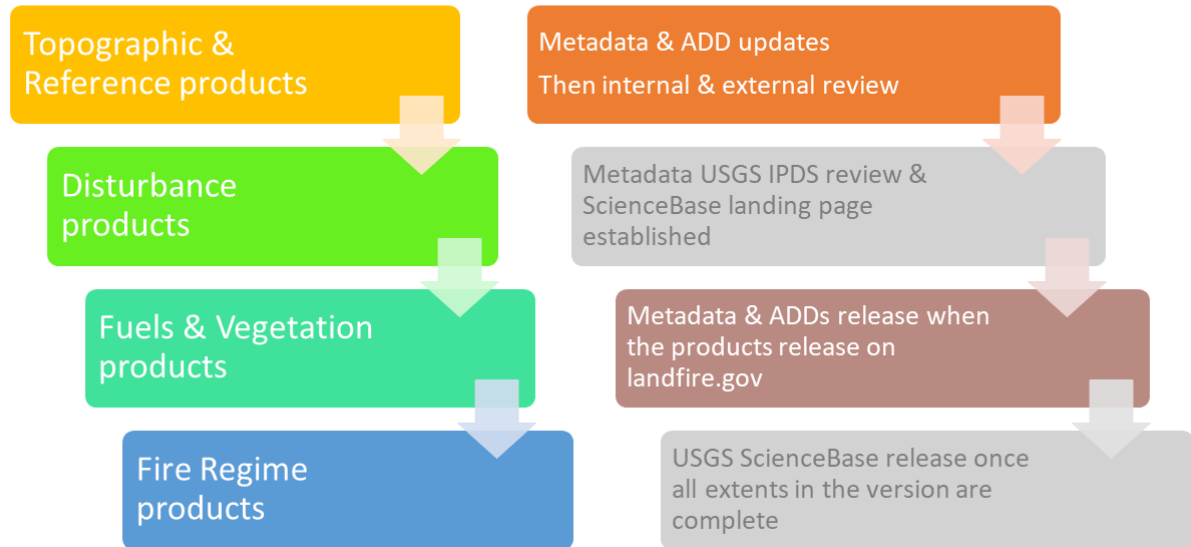 Topographic &
Reference products
Disturbance
products
Fuels & Vegetation
products
Fire Regime
products
Metadata & ADD updates
Then internal & external review
Metadata USGS IPDS review &
ScienceBase landing page
established
Metadata & ADDs release when
the products release on
landfire.gov
USGS ScienceBase release once
all extents in the version are
complete